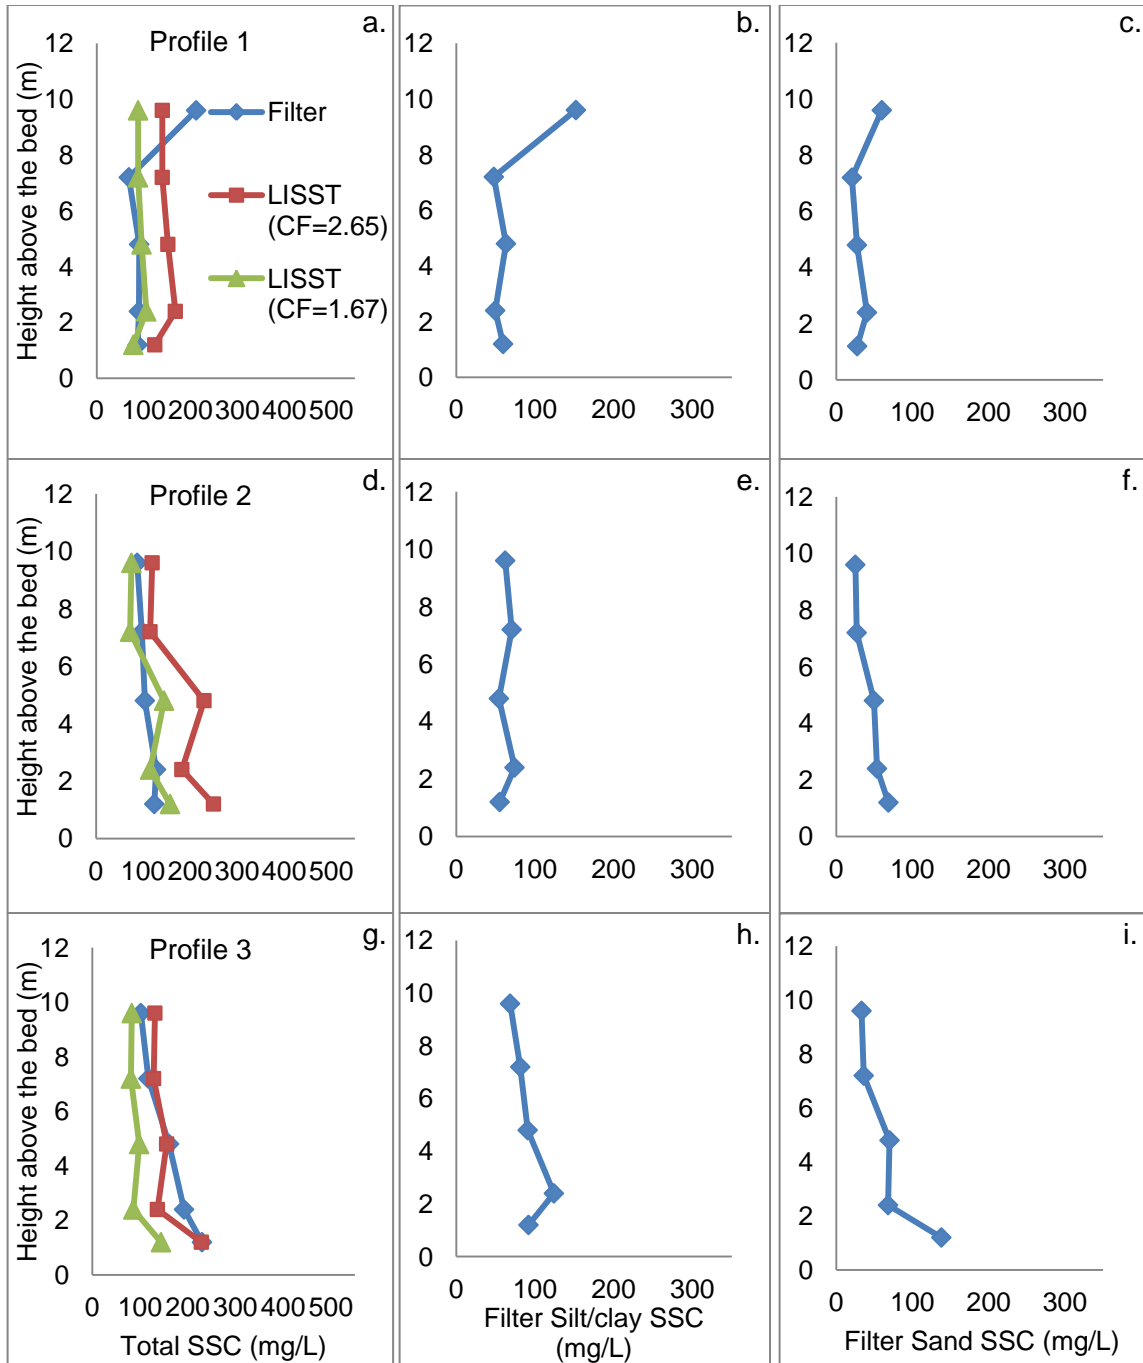 a.
Profile 1
Height above the bed (m)
12
10
8
6
4
2
0
0 100 200 300 400 500
Filter
LISST
(CF=2.65)
LISST
(CF=1.67)
b.
12
10
8
6
4
2
0
0 100 200 300
c.
12
10
8
6
4
2
0
0 100 200 300
d.
Profile 2
Height above the bed (m)
12
10
8
6
4
2
0
0 100 200 300 400 500
e.
12
10
8
6
4
2
0
0 100 200 300
f.
12
10
8
6
4
2
0
0 100 200 300
g.
Profile 3
Height above the bed (m)
12
10
8
6
4
2
0
0 100 200 300 400 500
Total SSC (mg/L)
h.
12
10
8
6
4
2
0
0 100 200 300
Filter Silt/clay SSC
(mg/L)
i.
12
10
8
6
4
2
0
0 100 200 300
Filter Sand SSC (mg/L)